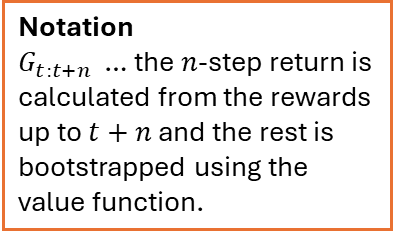 Notation
Gₜ:ₜ₊ₙ … the n-step return is
calculated from the rewards
up to t + n and the rest is
bootstrapped using the
value function.